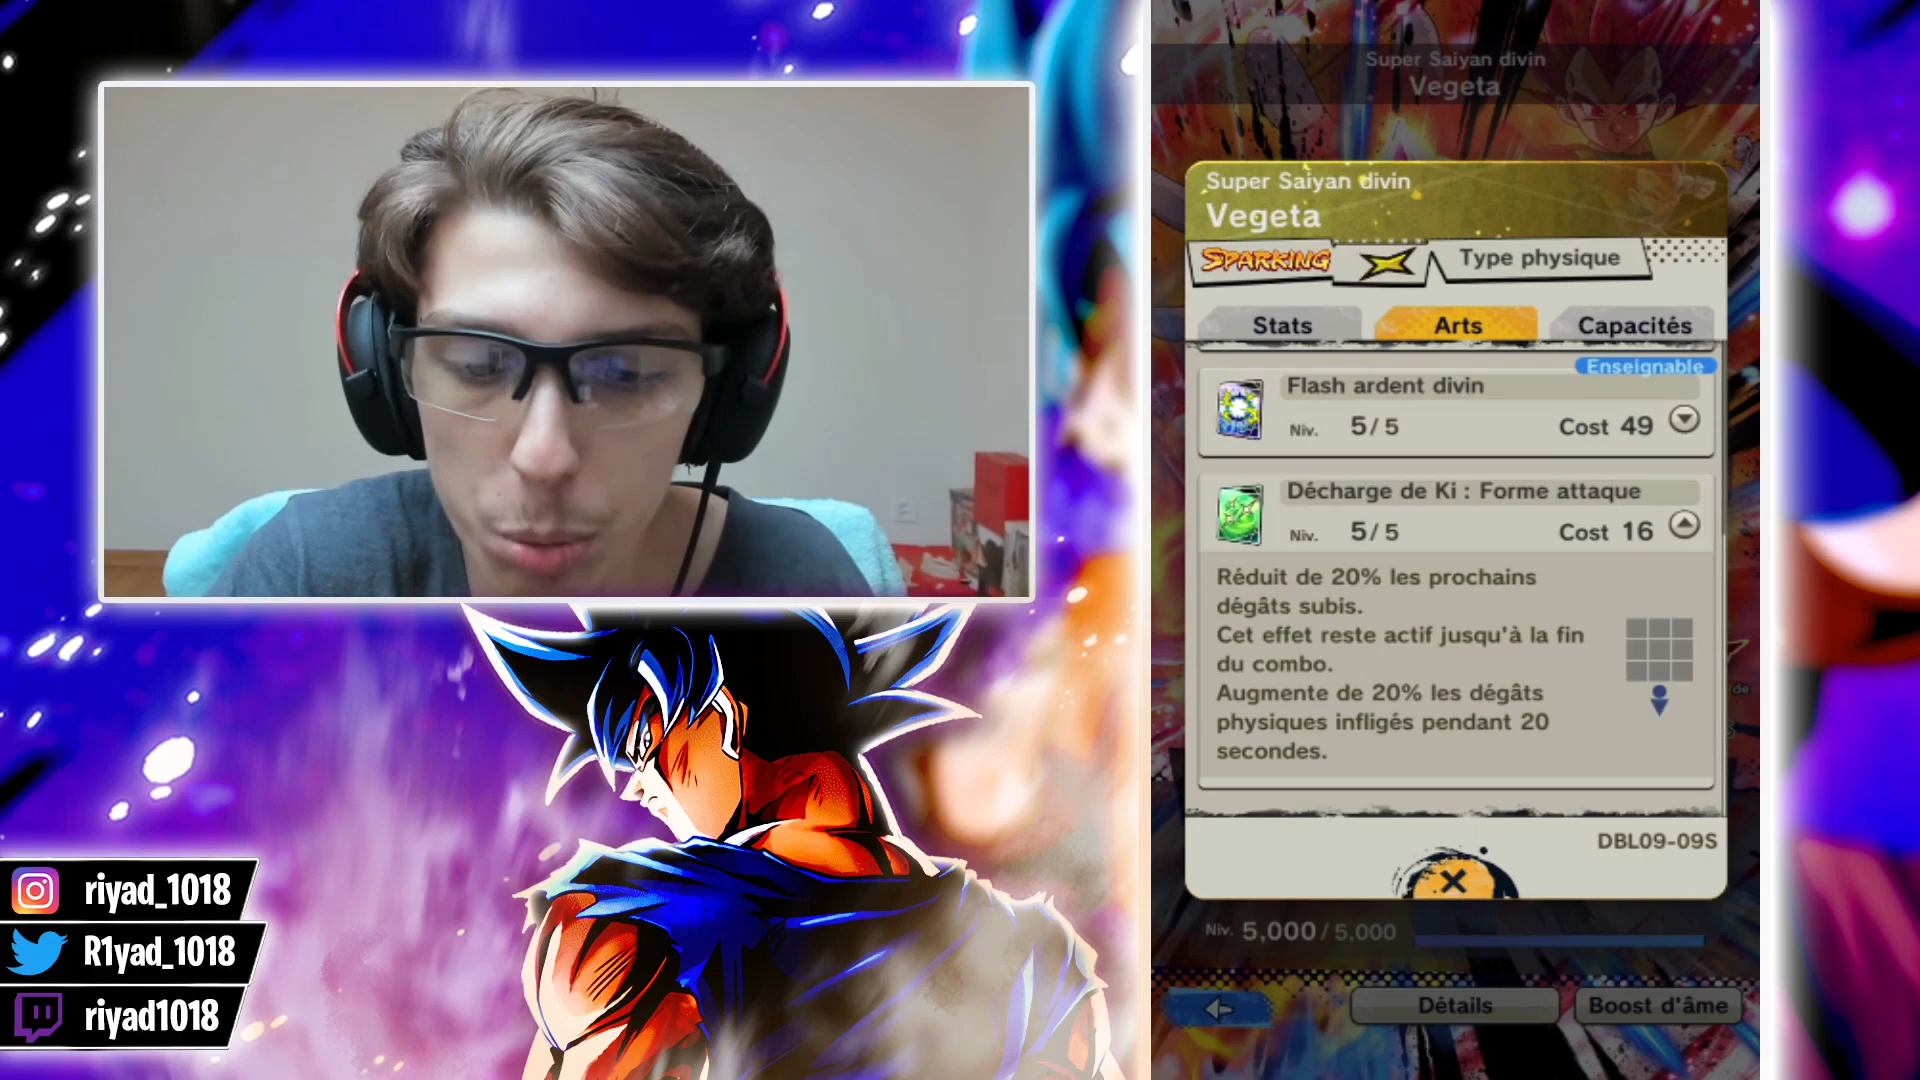 Super Saiyan divin
Vegeta
Super Saiyan divin
Vegeta
SPARKING
Type physique
Stats
Arts
Capacités
Enseignable
Flash ardent divin
Niv. 5/5
Cost 49
Décharge de Ki : Forme attaque
Niv. 5/5
Cost 16
Réduit de 20% les prochains
dégâts subis.
Cet effet reste actif jusqu'à la fin
du combo.
Augmente de 20% les dégâts
physiques infligés pendant 20
secondes.
DBL09-09S
Niv. 5,000/5,000
Détails
Boost d'âme
riyad_1018
R1yad_1018
riyad1018